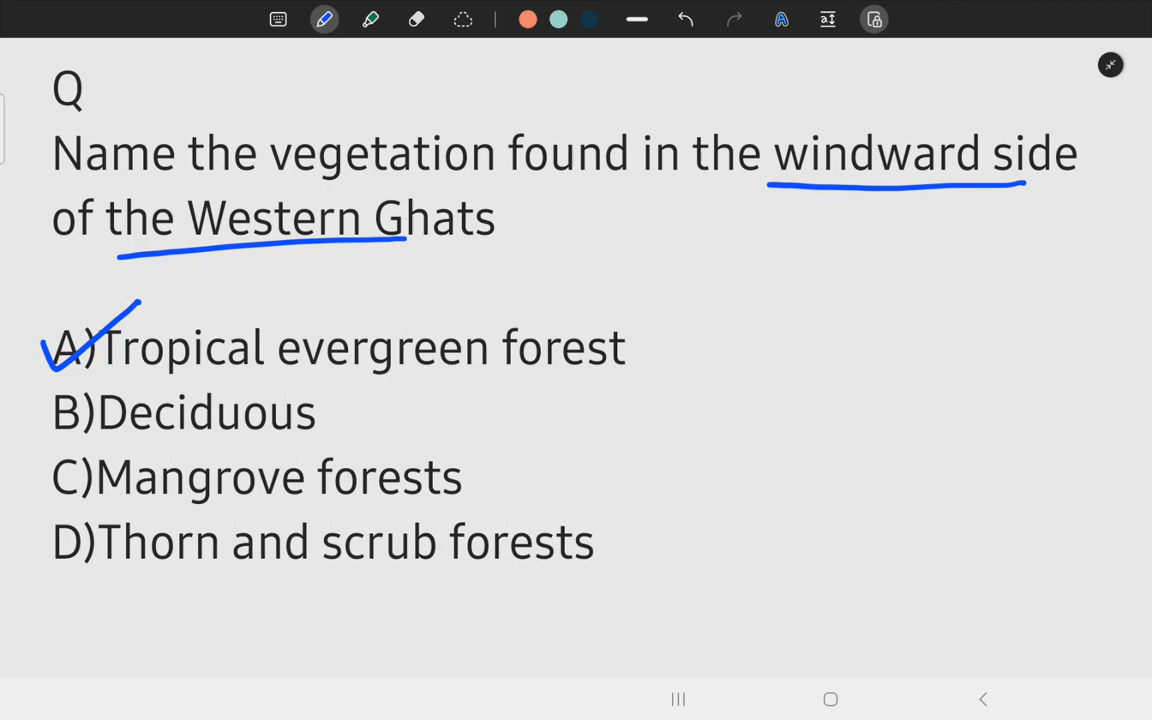 Q
Name the vegetation found in the windward side
of the Western Ghats
A)Tropical evergreen forest
B)Deciduous
C)Mangrove forests
D)Thorn and scrub forests